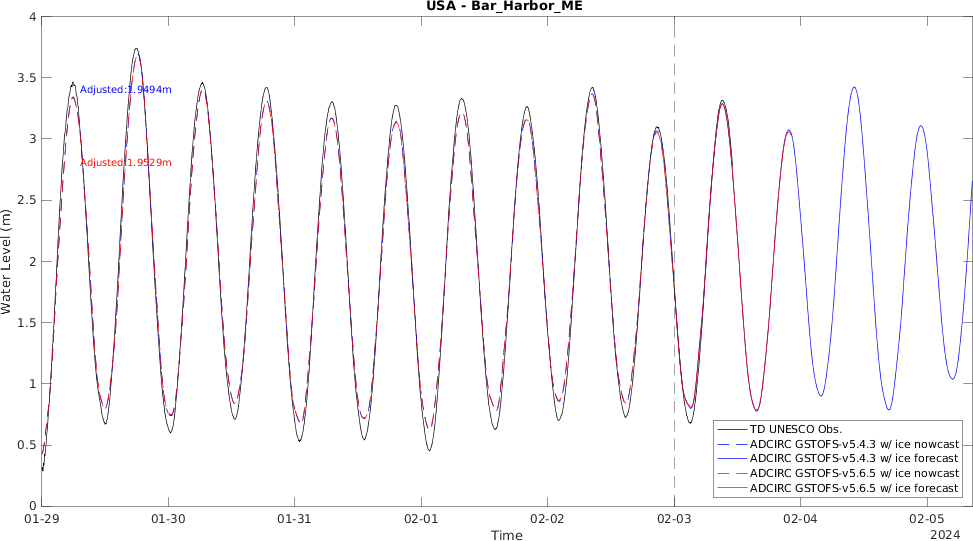 USA - Bar_Harbor_ME
4
3.5
3
2.5
2
1.5
1
0.5
0
Water Level (m)
Adjusted:1.9494m
Adjusted:1.9529m
TD UNESCO Obs.
ADCIRC GSTOFS-v5.4.3 w/ ice nowcast
ADCIRC GSTOFS-v5.4.3 w/ ice forecast
ADCIRC GSTOFS-v5.6.5 w/ ice nowcast
ADCIRC GSTOFS-v5.6.5 w/ ice forecast
01-29 01-30 01-31 02-01 02-02 02-03 02-04 02-05
Time
2024